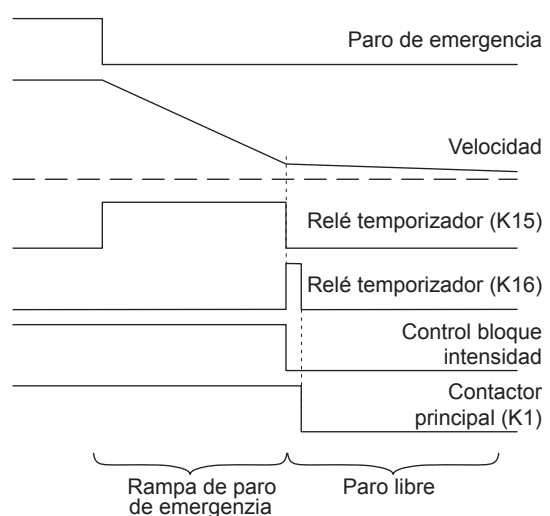 Paro de emergencia
Velocidad
Relé temporizador (K15)
Relé temporizador (K16)
Control bloque
intensidad
Contactor
principal (K1)
Rampa de paro
de emergenzia
Paro libre